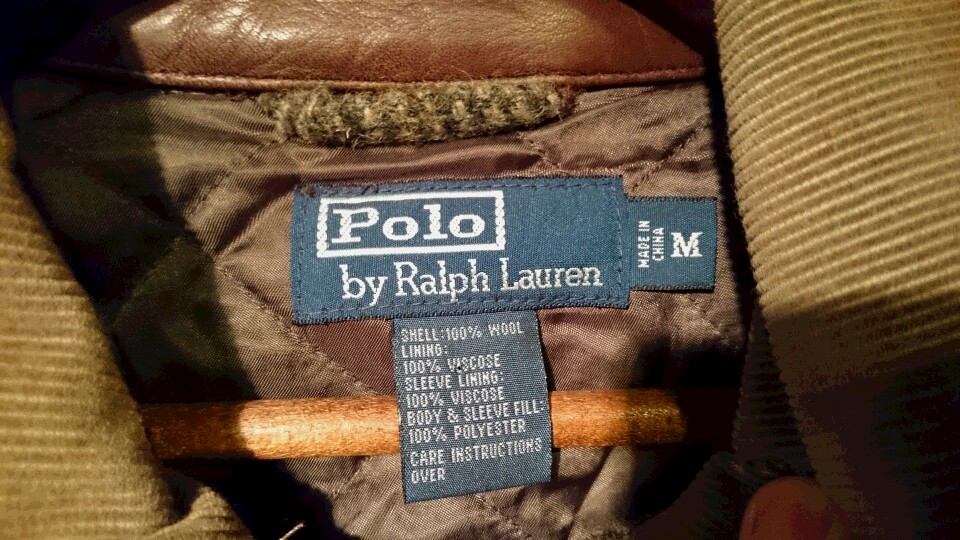 Polo
by Ralph Lauren
MADE IN
CHINA
M
SHELL:100% WOOL
LINING:
100% VISCOSE
SLEEVE LINING:
100% VISCOSE
BODY & SLEEVE FILL:
100% POLYESTER
CARE INSTRUCTIONS
OVER